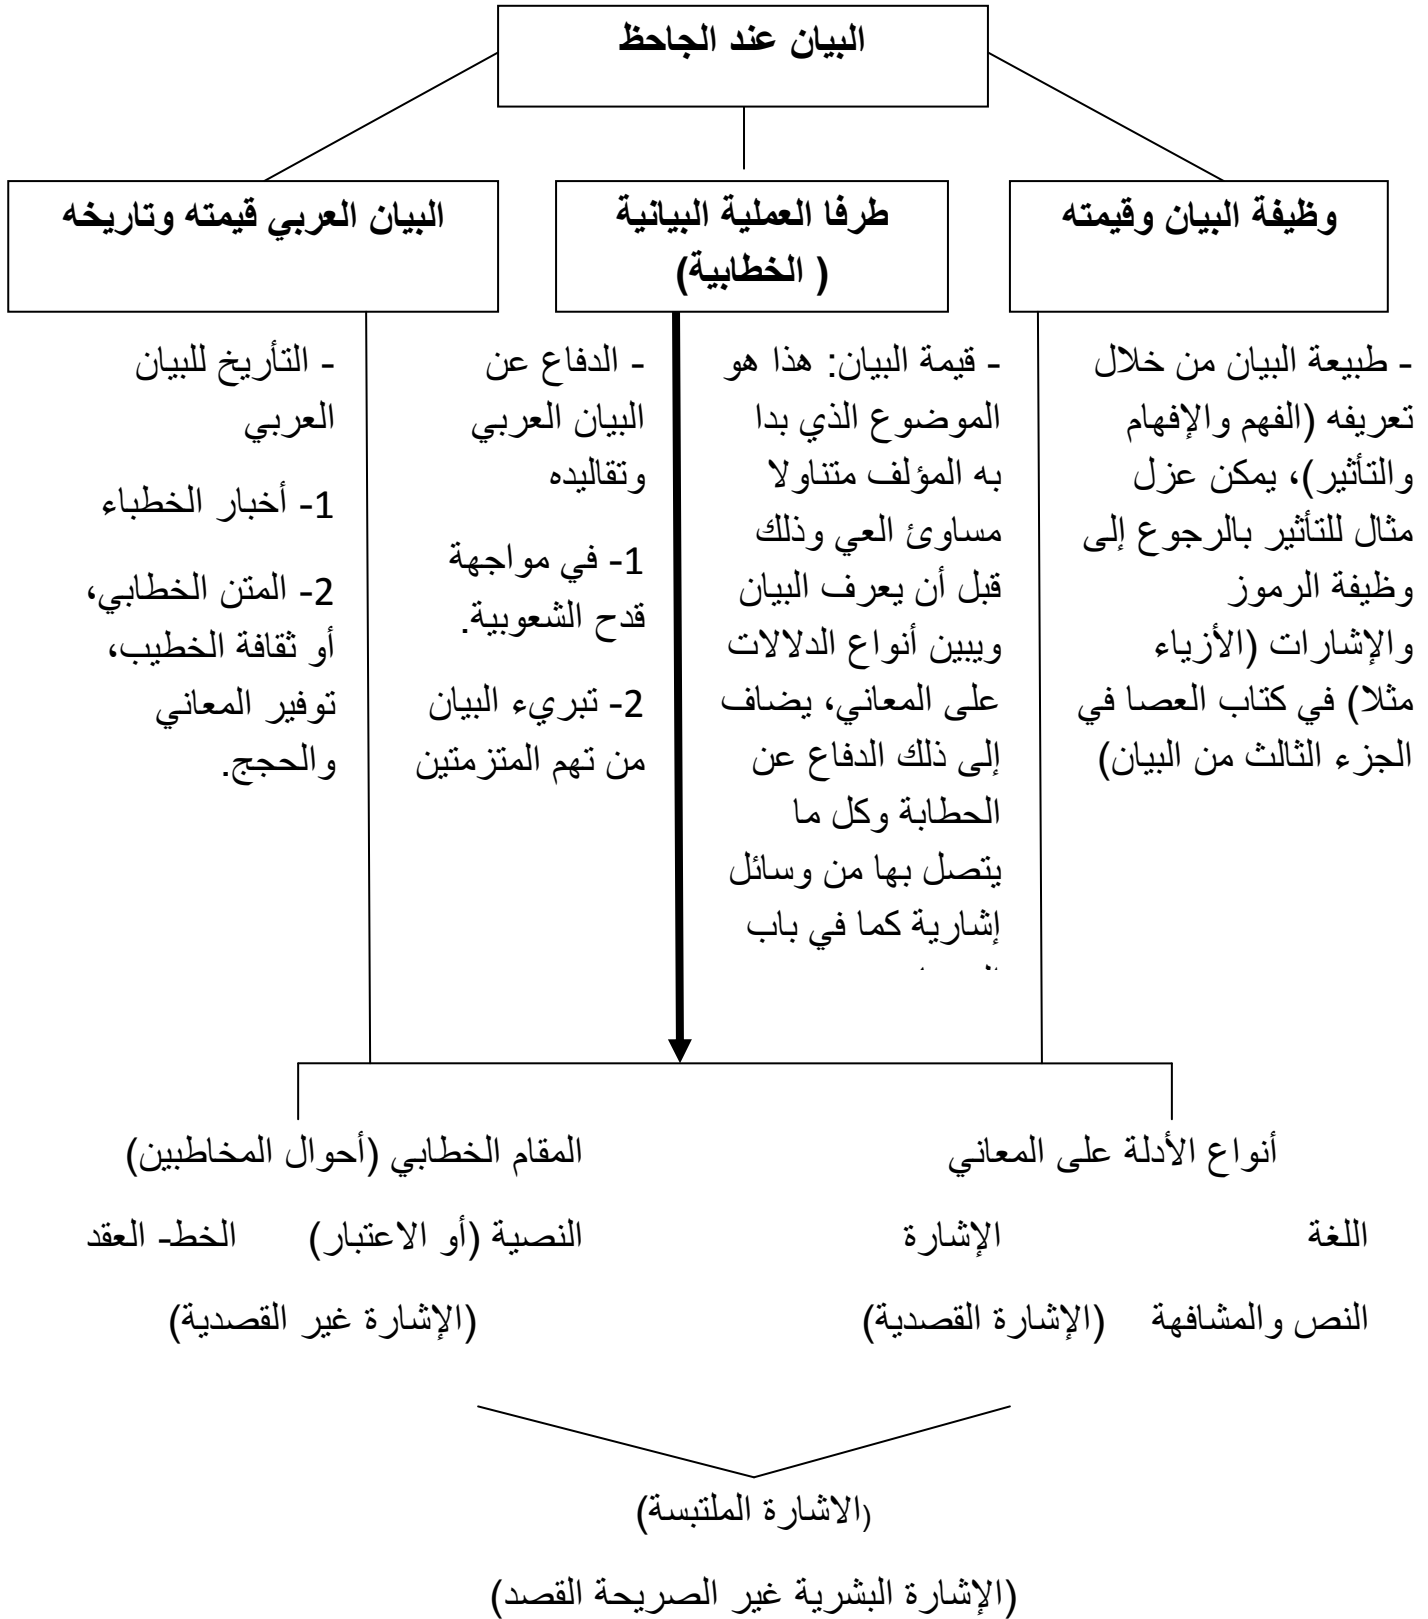 البيان عند الجاحظ
وظيفة البيان وقيمته
طرفا العملية البيانية
( الخطابية)
البيان العربي قيمته وتاريخه
- طبيعة البيان من خلال
تعريفه (الفهم والإفهام
والتأثير)، يمكن عزل
مثال للتأثير بالرجوع إلى
وظيفة الرموز
والإشارات (الأزياء
مثلا) في كتاب العصا في
الجزء الثالث من البيان)
- قيمة البيان: هذا هو
الموضوع الذي بدا
به المؤلف متناولا
مساوئ العي وذلك
قبل أن يعرف البيان
ويبين أنواع الدلالات
على المعاني، يضاف
إلى ذلك الدفاع عن
الحطابة وكل ما
يتصل بها من وسائل
إشارية كما في باب
- الدفاع عن
البيان العربي
وتقاليده
1- في مواجهة
قدح الشعوبية.
2- تبريء البيان
من تهم المتزمتين
- التأريخ للبيان
العربي
1- أخبار الخطباء
2- المتن الخطابي،
أو ثقافة الخطيب،
توفير المعاني
والحجج.
أنواع الأدلة على المعاني
المقام الخطابي (أحوال المخاطبين)
اللغة الإشارة النصية (أو الاعتبار) الخط- العقد
النص والمشافهة (الإشارة القصدية) (الإشارة غير القصدية)
(الاشارة الملتبسة)
(الإشارة البشرية غير الصريحة القصد)